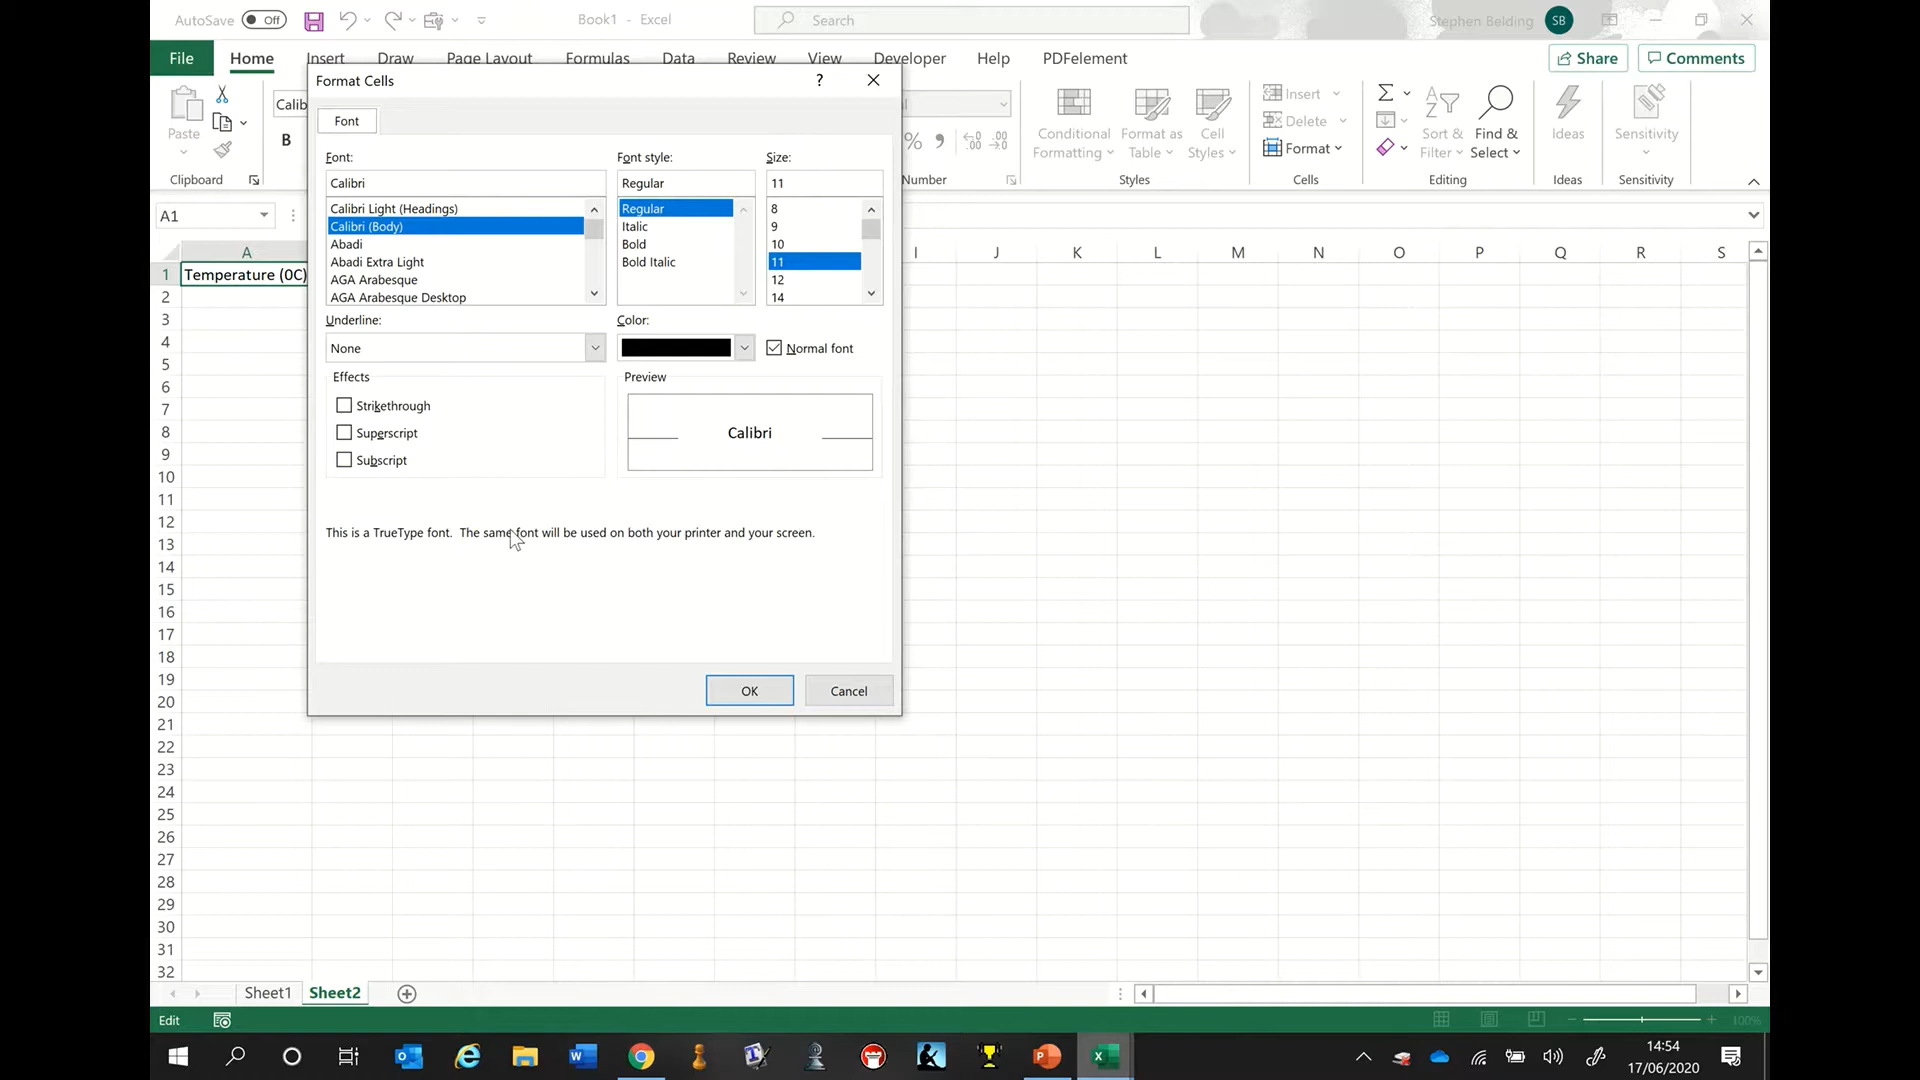 AutoSave Off Book1 - Excel Search Stephen Belding SB
File Home Insert Draw Page Layout Formulas Data Review View Developer Help PDFelement Share Comments
Format Cells ?
Font
Font: Font style: Size:
Calibri Regular 11
Calibri Light (Headings) Regular 8
Calibri (Body) Italic 9
Abadi Bold 10
Abadi Extra Light Bold Italic 11
AGA Arabesque 12
AGA Arabesque Desktop 14
Underline: Color:
None Normal font
Effects Preview
Strikethrough
Superscript Calibri
Subscript
This is a TrueType font. The same font will be used on both your printer and your screen.
OK Cancel
Paste
Clipboard
Calib
B
% , .00
Number
Conditional Formatting
Format as Table
Cell Styles
Styles
Insert
Delete
Format
Cells
Σ
Sort & Filter
Find & Select
Editing
Ideas
Ideas
Sensitivity
Sensitivity
A1
A I J K L M N O P Q R S
1 Temperature (0C)
2
3
4
5
6
7
8
9
10
11
12
13
14
15
16
17
18
19
20
21
22
23
24
25
26
27
28
29
30
31
32
Sheet1 Sheet2
Edit 100%
14:54
17/06/2020